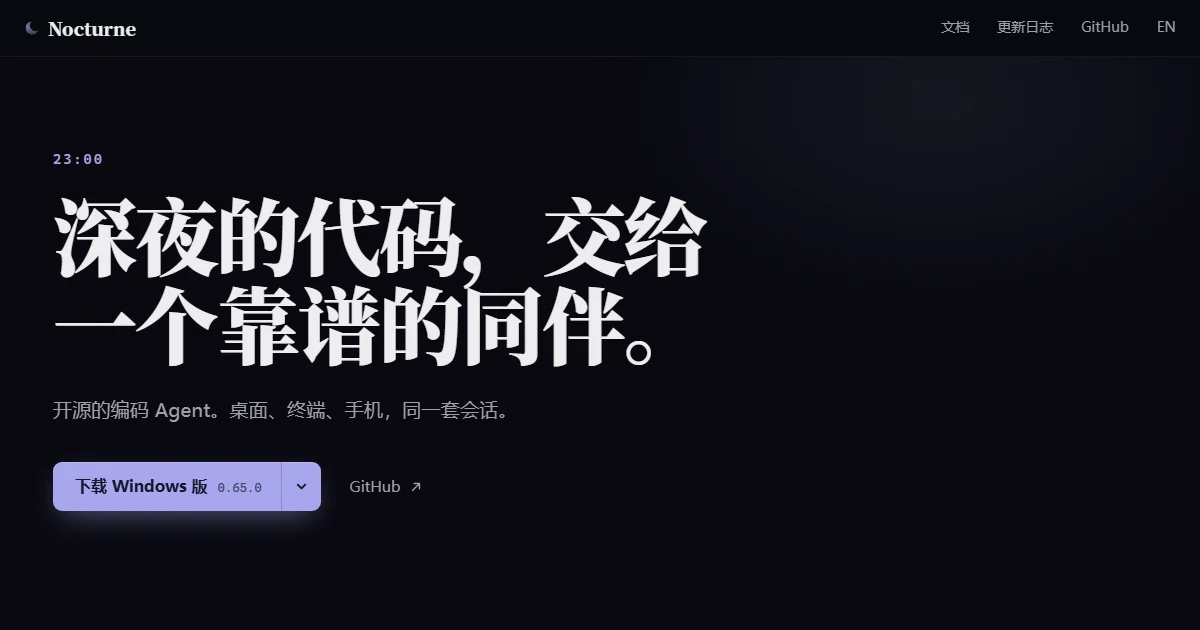 Nocturne
文档 更新日志 GitHub EN
23:00
深夜的代码，交给
一个靠谱的同伴。
开源的编码 Agent。桌面、终端、手机，同一套会话。
下载 Windows 版 0.65.0 GitHub ↗